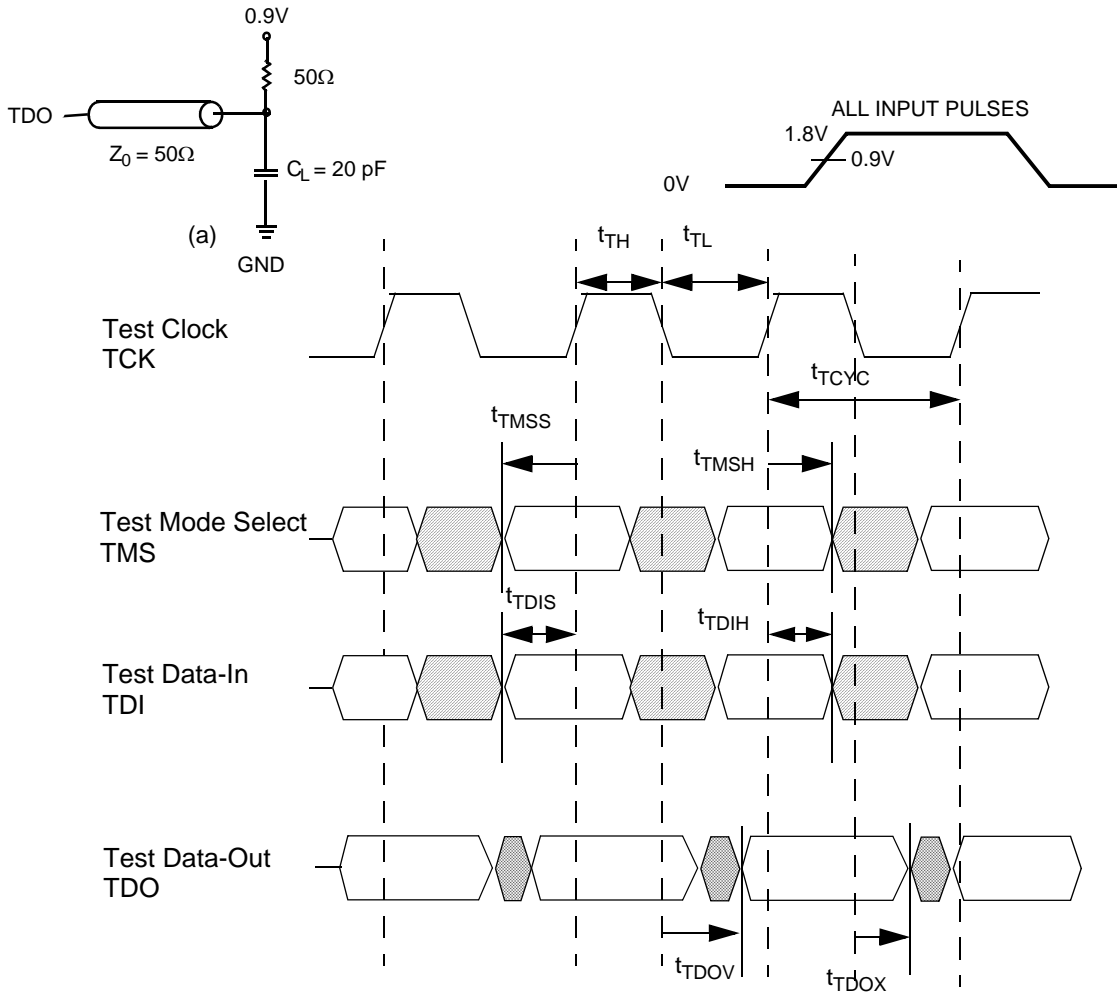 0.9V
50Ω
TDO
Z0 = 50Ω
CL = 20 pF
(a)
GND
ALL INPUT PULSES
1.8V
0.9V
0V
tTH
tTL
Test Clock
TCK
tTCYC
tTMSS
tTMSH
Test Mode Select
TMS
tTDIS
tTDIH
Test Data-In
TDI
Test Data-Out
TDO
tTDOV
tTDOX